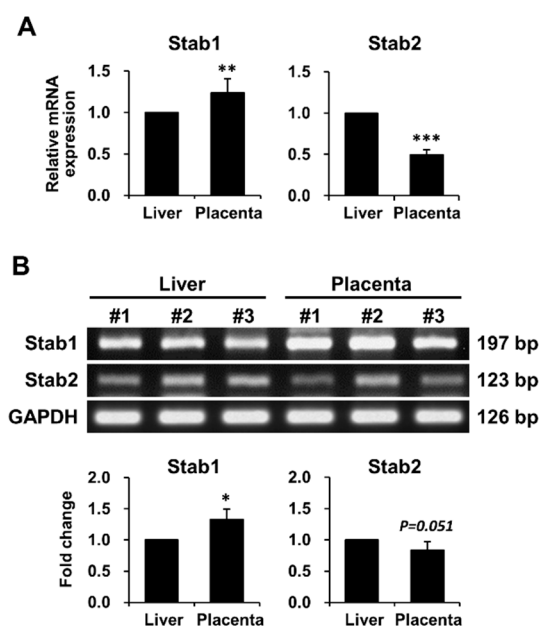 A
Stab1
Stab2
Relative mRNA
expression
1.5
1.0
0.5
0.0
**
Liver Placenta
1.5
1.0
0.5
0.0
***
Liver Placenta
B
Liver
Placenta
#1 #2 #3 #1 #2 #3
Stab1 197 bp
Stab2 123 bp
GAPDH 126 bp
Stab1
Stab2
Fold change
2.0
1.5
1.0
0.5
0.0
*
Liver Placenta
2.0
1.5
1.0
0.5
0.0
P=0.051
Liver Placenta